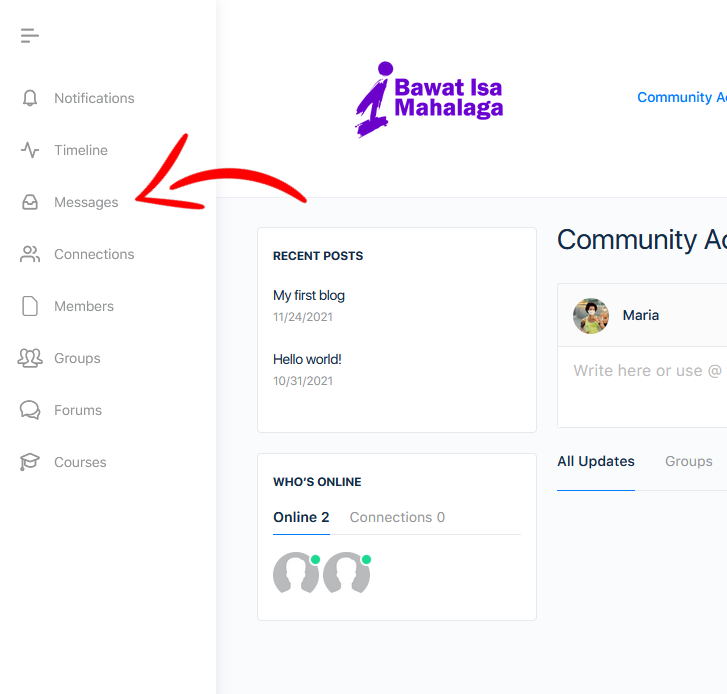 Notifications
Timeline
Messages
Connections
Members
Groups
Forums
Courses
Bawat Isa
Mahalaga
Community A
RECENT POSTS
My first blog
11/24/2021
Hello world!
10/31/2021
WHO'S ONLINE
Online 2 Connections 0
Community Ac
Maria
Write here or use @
All Updates Groups